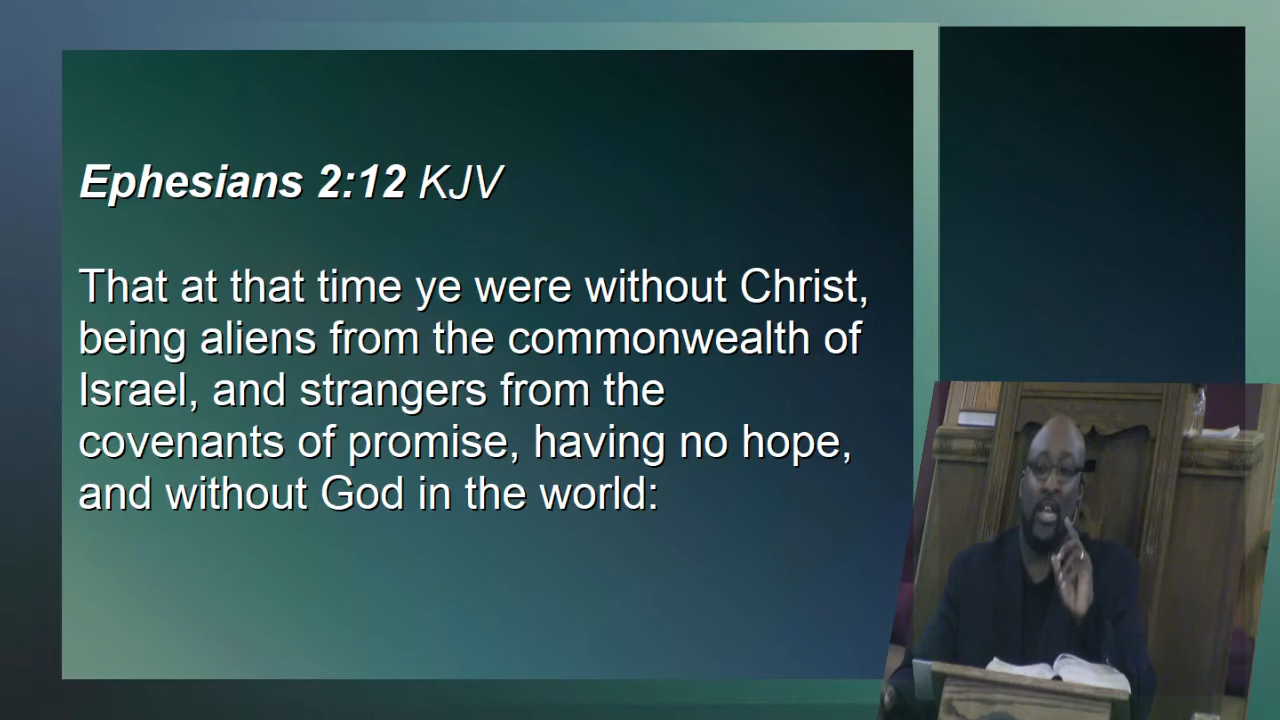 Ephesians 2:12 KJV
That at that time ye were without Christ,
being aliens from the commonwealth of
Israel, and strangers from the
covenants of promise, having no hope,
and without God in the world: